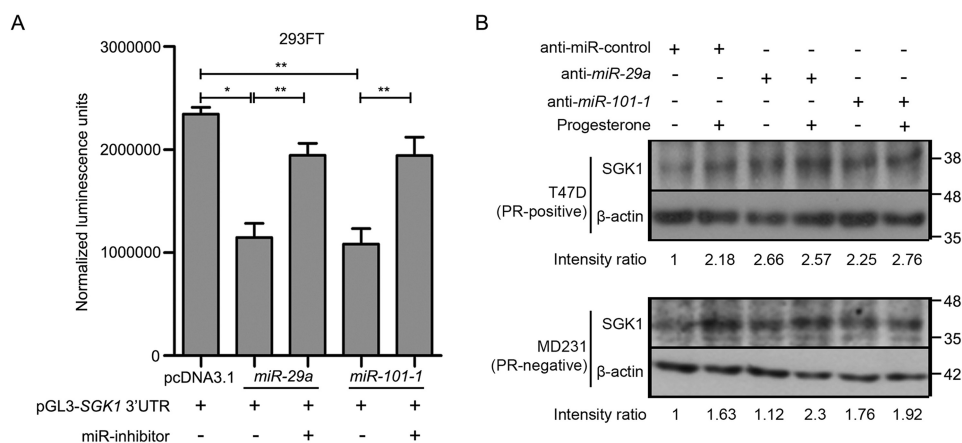 A
293FT
Normalized luminescence units
3000000
2000000
1000000
0
**
* ** **
pcDNA3.1 miR-29a miR-101-1
pGL3-SGK1 3’UTR + + + + +
miR-inhibitor - - + - +
B
anti-miR-control + + - - - -
anti-miR-29a - - + + - -
anti-miR-101-1 - - - - + +
Progesterone - + - + - +
T47D
(PR-positive)
SGK1
β-actin
38
48
35
Intensity ratio 1 2.18 2.66 2.57 2.25 2.76
MD231
(PR-negative)
SGK1
β-actin
48
35
42
Intensity ratio 1 1.63 1.12 2.3 1.76 1.92